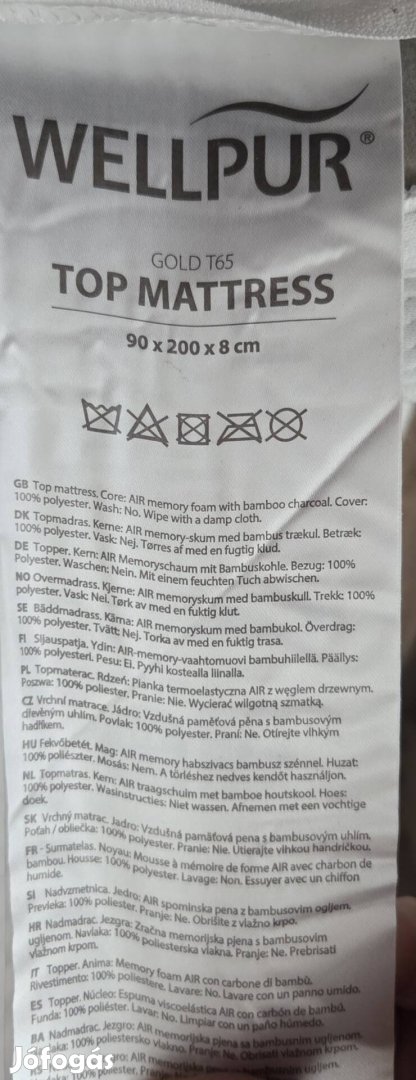 WELLPUR®
GOLD T65
TOP MATTRESS
90 x 200 x 8 cm
GB Top mattress. Core: AIR memory foam with bamboo charcoal. Cover:
100% polyester. Wash: No. Wipe with a damp cloth.
DK Topmadras. Kerne: AIR memory-skum med bambus trækul. Betræk:
100% polyester. Vask: Nej. Tørres af med en fugtig klud.
DE Topper. Kern: AIR Memoryschaum mit Bambuskohle. Bezug: 100%
Polyester. Waschen: Nein. Mit einem feuchten Tuch abwischen.
NO Overmadrass. Kjerne: AIR memoryskum med bambuskull. Trekk: 100%
polyester. Vask: Nei. Tørk av med en fuktig klut.
SE Bäddmadrass. Kärna: AIR memoryskum med bambukol. Överdrag:
100% polyester. Tvätt: Nej. Torka av med en fuktig trasa.
FI Sijauspatja. Ydin: AIR-memory-vaahtomuovi bambuhiilellä. Päällys:
100% polyesteri. Pesu: Ei. Pyyhi kostealla liinalla.
PL Topmaterac. Rdzeń: Pianka termoelastyczna AIR z węglem drzewnym.
Poszwa: 100% poliester. Pranie: Nie. Wycierać wilgotną szmatką.
CZ Vrchní matrace. Jádro: Vzdušná paměťová pěna s bambusovým
dřevěným uhlím. Povlak: 100% polyester. Praní: Ne. Otírejte vlhkým
hadříkem.
HU Fekvőbetét. Mag: AIR memory habszivacs bambusz szénnel. Huzat:
100% poliészter. Mosás: Nem. A törléshez nedves kendőt használjon.
NL Topmatras. Kern: AIR traagschuim met bamboe houtskool. Hoes:
100% polyester. Wasinstructies: Niet wassen. Afnemen met een vochtige
doek.
SK Vrchný matrac. Jadro: Vzdušná pamäťová pena s bambusovým uhlím.
Poťah / obliečka: 100% polyester. Pranie: Nie. Utierajte vlhkou handričkou.
FR - Surmatelas. Noyau: Mousse à mémoire de forme AIR avec charbon de
bambou. Housse: 100% polyester. Lavage: Non. Essuyer avec un chiffon
humide.
SI Nadvzmetnica. Jedro: AIR spominska pena z bambusovim ogljem.
Prevleka: 100% poliester. Pranje: Ne. Obrišite z vlažno krpo.
HR Nadmadrac. Jezgra: Zračna memorijska pjena s bambusovim
ugljenom. Navlaka: 100% poliesterska vlakna. Pranje: Ne. Prebrisati
vlažnom krpom.
IT Topper. Anima: Memory foam AIR con carbone di bambù.
Rivestimento: 100% poliestere. Lavare: No. Lavare con un panno umido.
ES Topper. Núcleo: Espuma viscoelástica AIR con carbón de bambú.
Funda: 100% poliéster. Lavar: No. Limpiar con un paño húmedo.
BA Nadmadrac. Jezgro: AIR memorijska pjena sa bambusovim ugljenom.
100% poliestersko vlakno. Pranje: Ne. Obrisati vlažnom krpom.
AIR memorijska pena
100% poliester. Pranje:
Jófogás